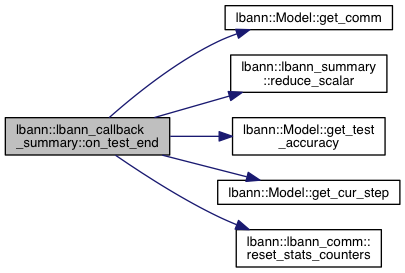 lbann::lbann_callback
_summary::on_test_end
lbann::Model::get_comm
lbann::lbann_summary
::reduce_scalar
lbann::Model::get_test
_accuracy
lbann::Model::get_cur_step
lbann::lbann_comm::
reset_stats_counters